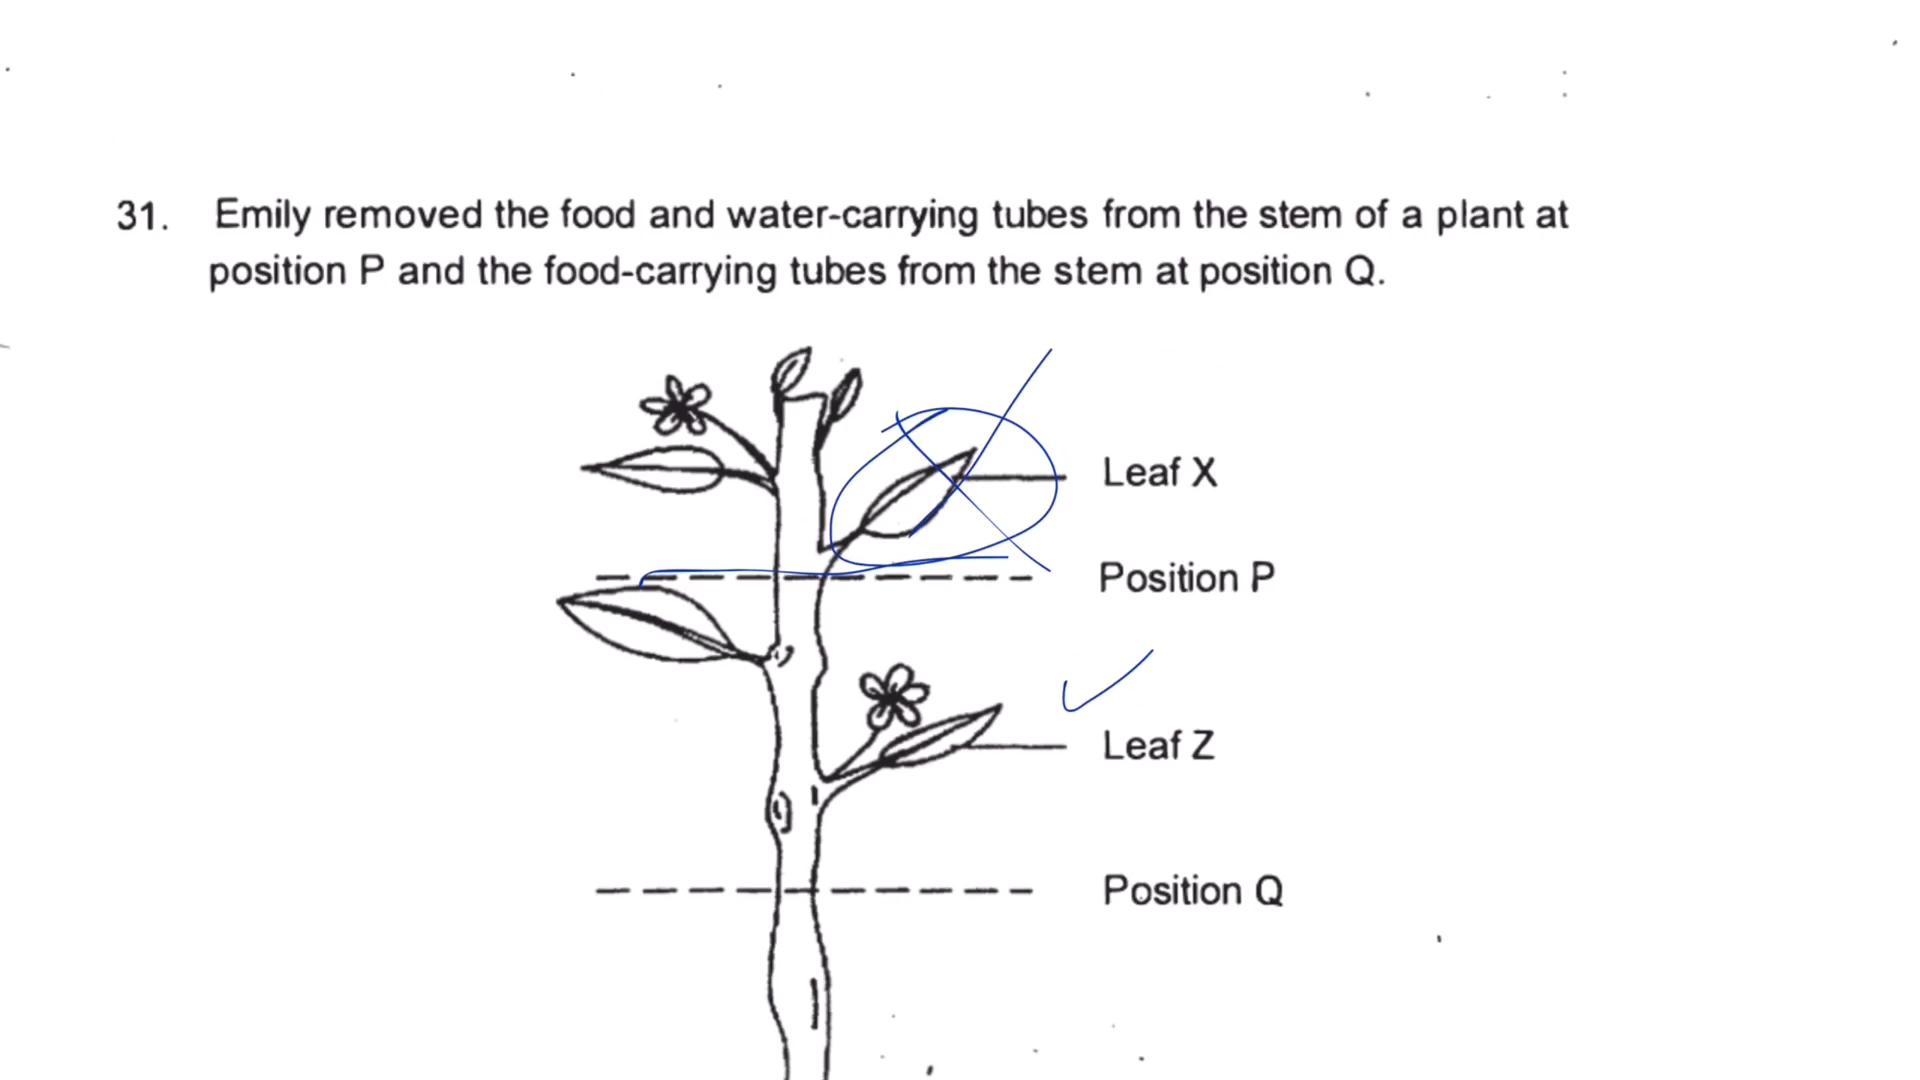 31. Emily removed the food and water-carrying tubes from the stem of a plant at
position P and the food-carrying tubes from the stem at position Q.
Leaf X
Position P
Leaf Z
Position Q